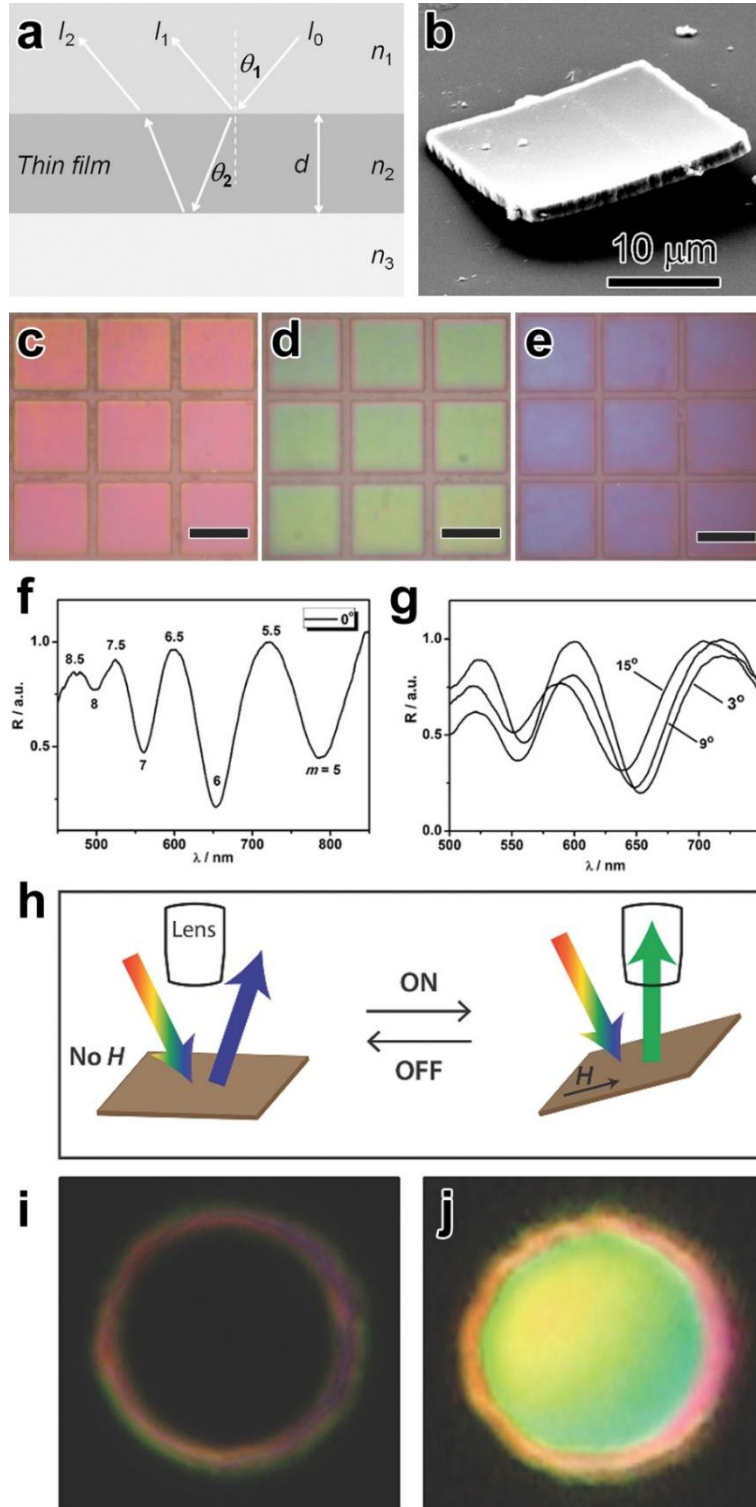 a
I₂
I₁
I₀
θ₁
n₁
Thin film
θ₂
d
n₂
n₃
b
10 μm
c
d
e
f
0°
8.5
8
7.5
7
6.5
6
5.5
m = 5
R / a.u.
1.0
0.5
500
600
700
800
λ / nm
g
15°
3°
9°
R / a.u.
1.0
0.5
0.0
500
550
600
650
700
λ / nm
h
Lens
No H
ON
OFF
H
i
j